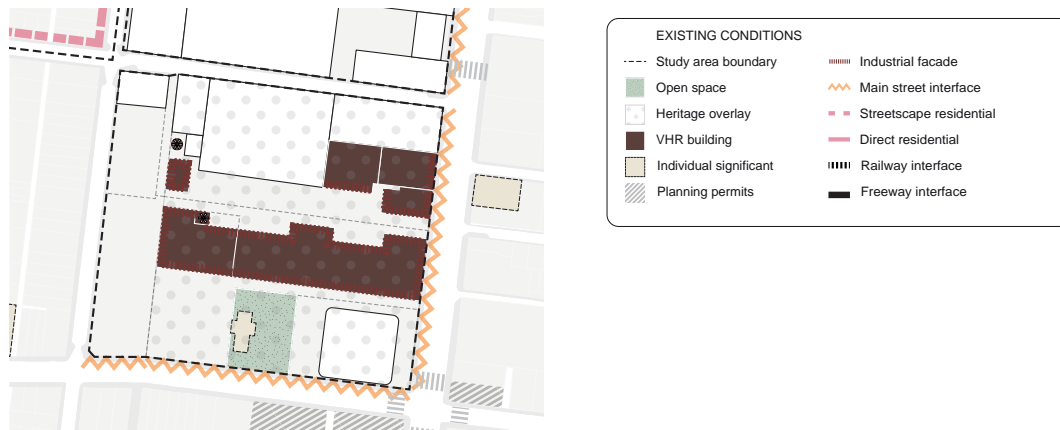 EXISTING CONDITIONS
Study area boundary
Open space
Heritage overlay
VHR building
Individual significant
Planning permits
Industrial facade
Main street interface
Streetscape residential
Direct residential
Railway interface
Freeway interface